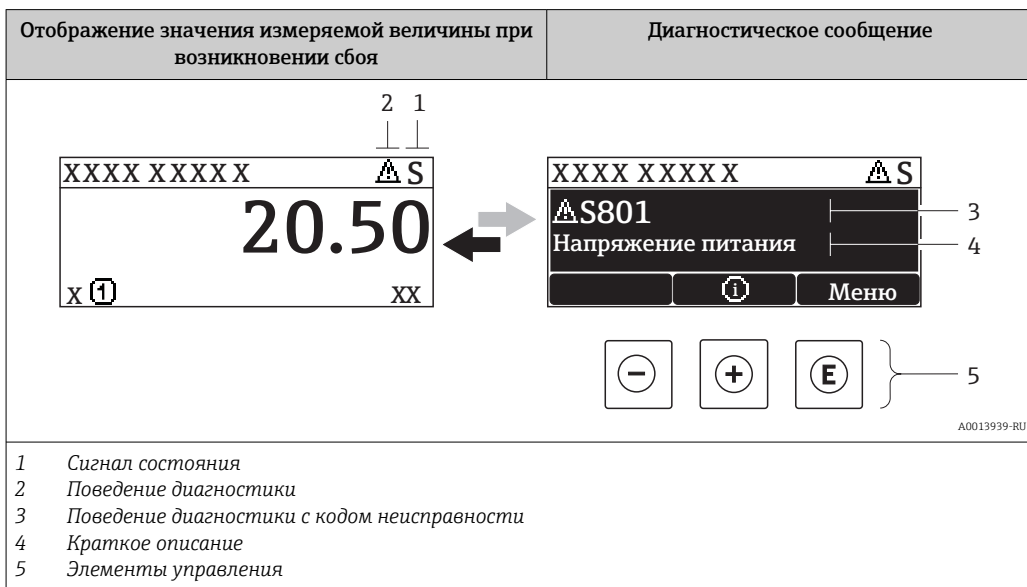 Отображение значения измеряемой величины при
возникновении сбоя
Диагностическое сообщение
2 1
XXXX XXXXX S
20.50
X 1 XX
XXXX XXXXX S
S801
Напряжение питания
i Меню
3
4
- + E
5
A0013939-RU
1 Сигнал состояния
2 Поведение диагностики
3 Поведение диагностики с кодом неисправности
4 Краткое описание
5 Элементы управления